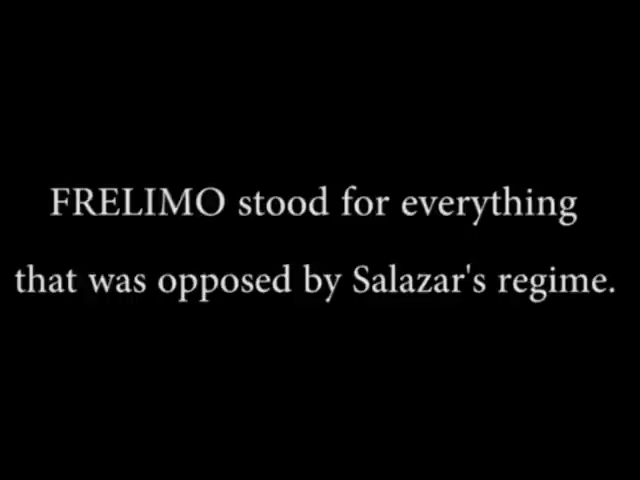 FRELIMO stood for everything
that was opposed by Salazar's regime.